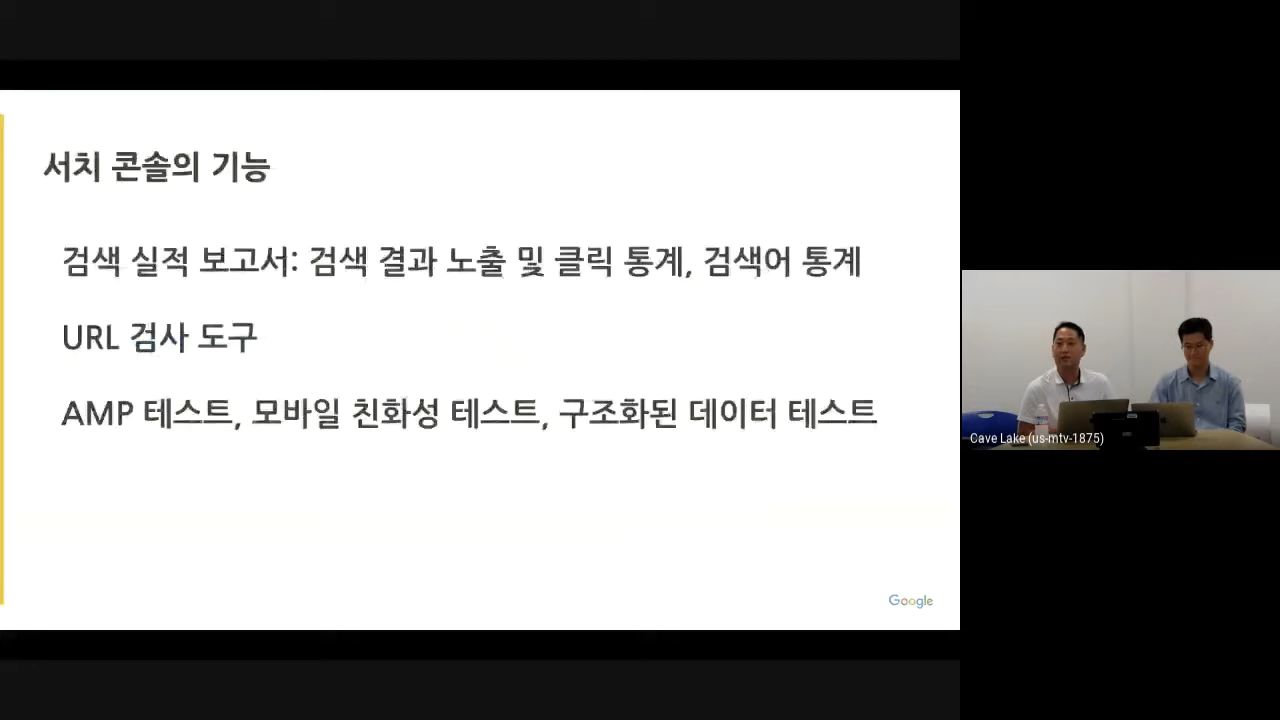 서치 콘솔의 기능
검색 실적 보고서: 검색 결과 노출 및 클릭 통계, 검색어 통계
URL 검사 도구
AMP 테스트, 모바일 친화성 테스트, 구조화된 데이터 테스트
Google
Cave Lake (us-mtv-1875)